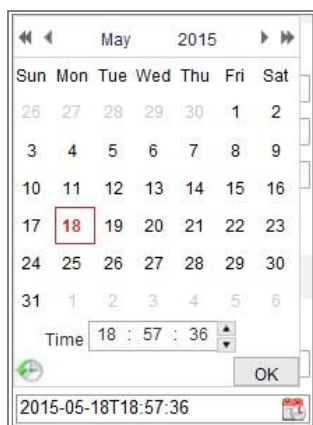 May 2015
Sun Mon Tue Wed Thu Fri Sat
26 27 28 29 30 1 2
3 4 5 6 7 8 9
10 11 12 13 14 15 16
17 18 19 20 21 22 23
24 25 26 27 28 29 30
31 1 2 3 4 5 6
Time 18 : 57 : 36
OK
2015-05-18T18:57:36